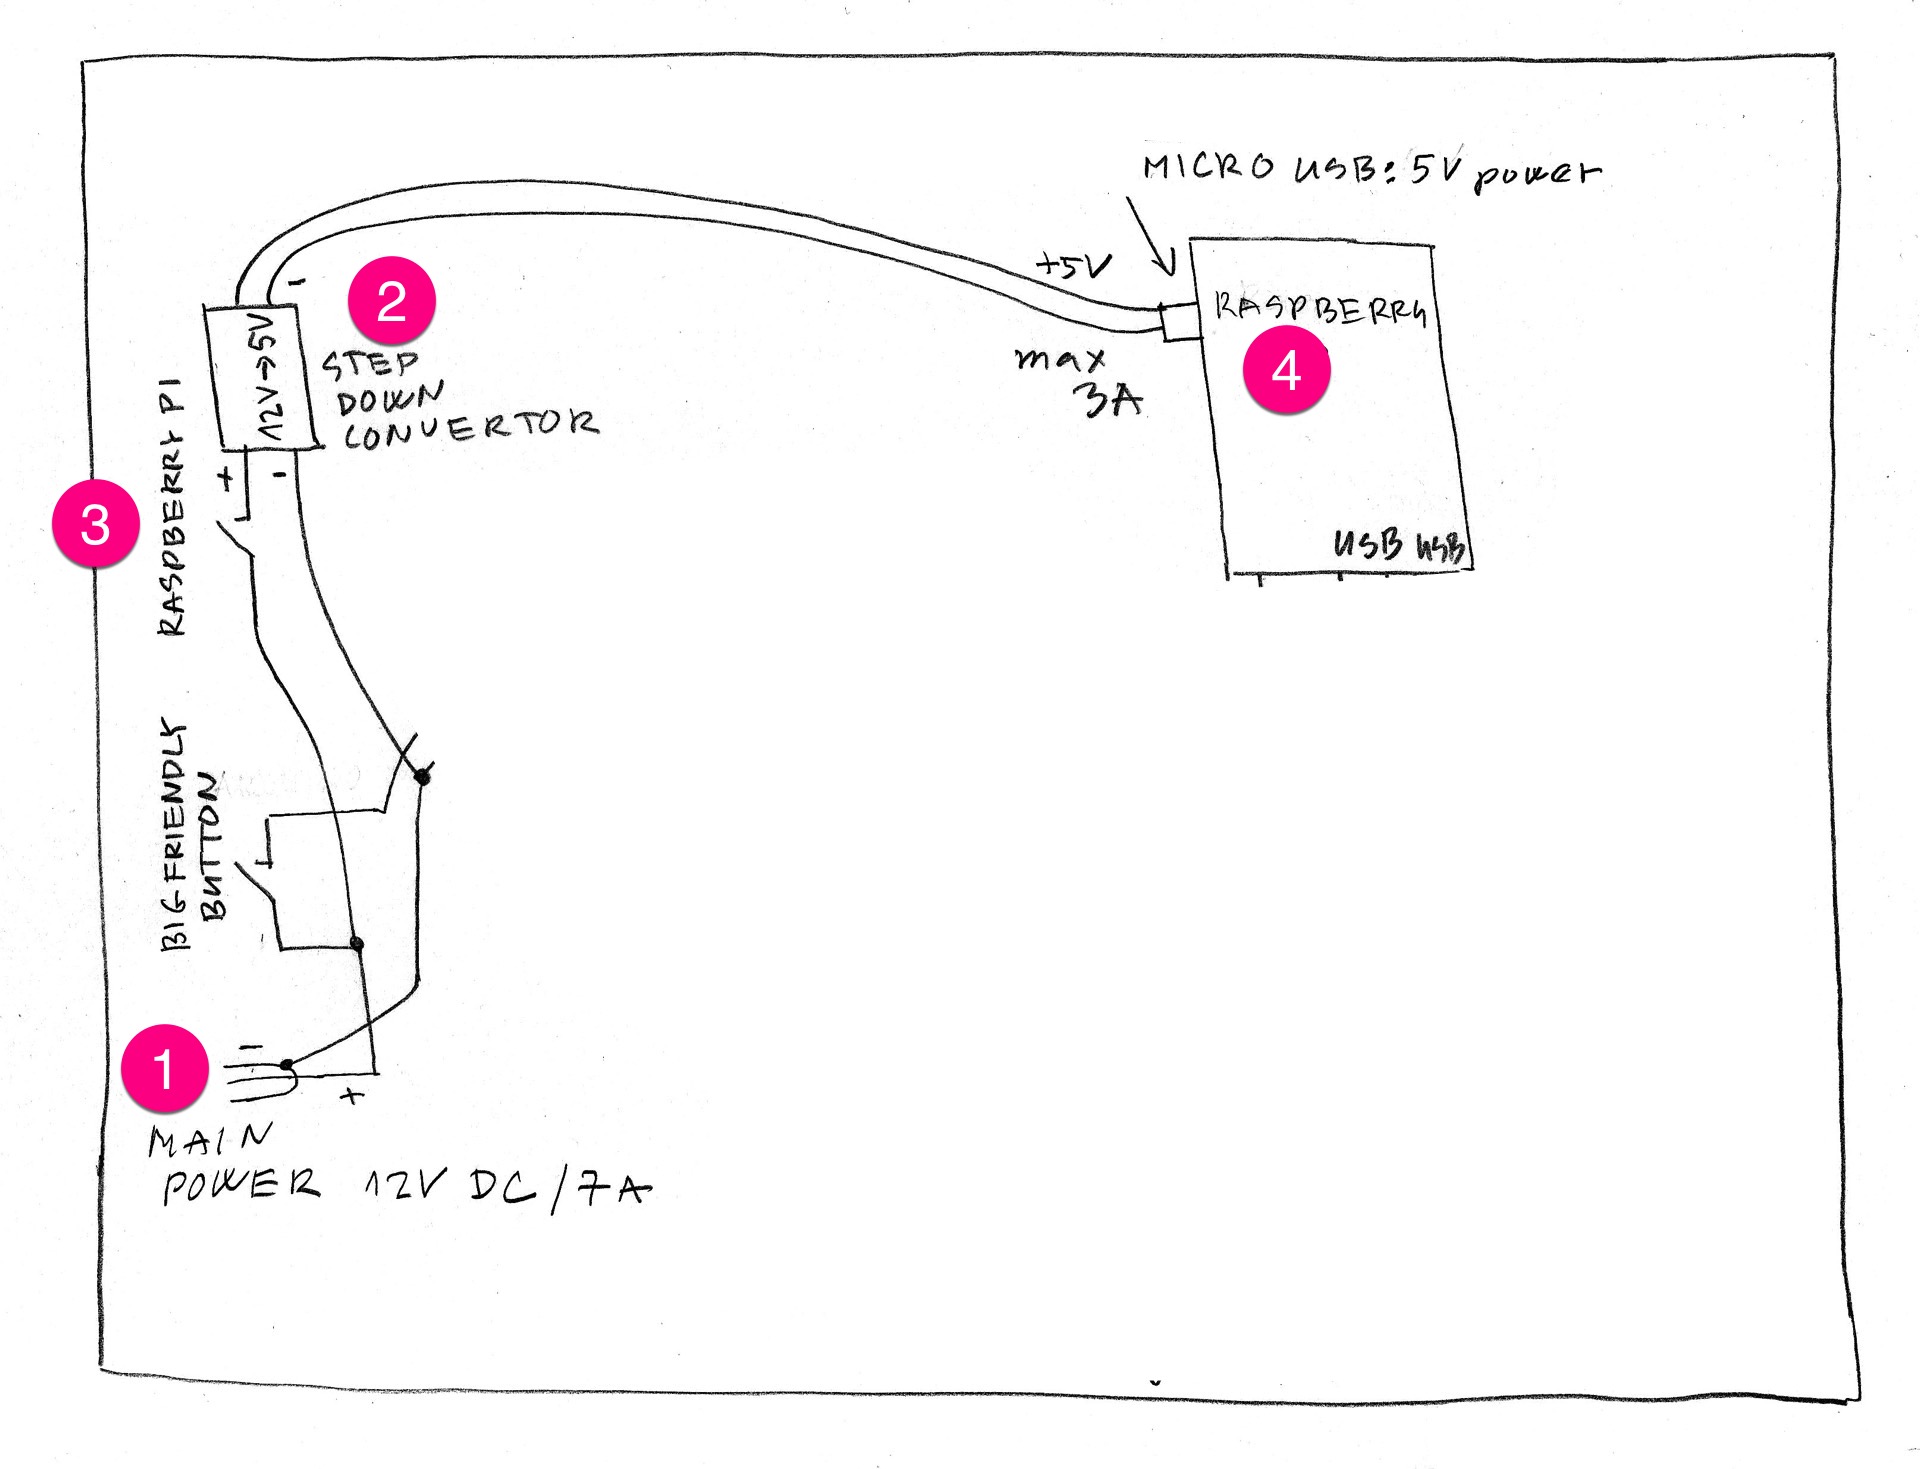 MICRO USB: 5V power
+5V
RASPBERRY
max
3A
4
USB USB
2
-
STEP
DOWN
CONVERTOR
12V→5V
+ -
3
RASPBERRY PI
BIG FRIENDLY
BUTTON
1
-
+
MAIN
POWER 12V DC/7A